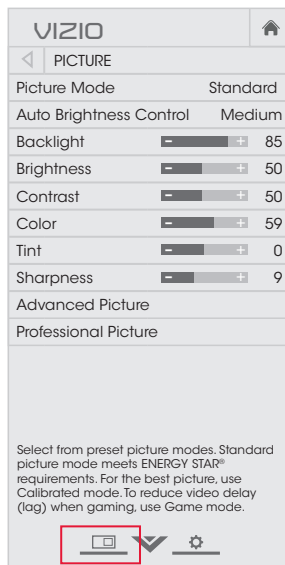 VIZIO
PICTURE
Picture Mode Standard
Auto Brightness Control Medium
Backlight - + 85
Brightness - + 50
Contrast - + 50
Color - + 59
Tint - + 0
Sharpness - + 9
Advanced Picture
Professional Picture
Select from preset picture modes. Standard
picture mode meets ENERGY STAR®
requirements. For the best picture, use
Calibrated mode. To reduce video delay
(lag) when gaming, use Game mode.